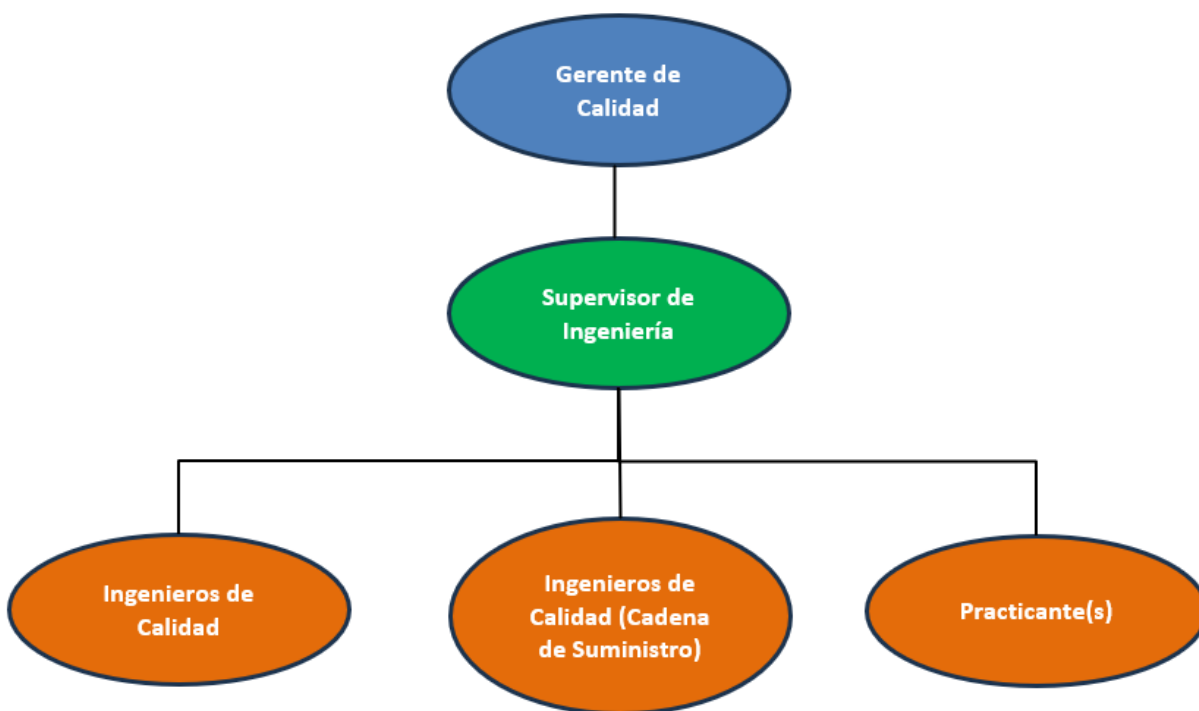 Gerente de
Calidad
Supervisor de
Ingeniería
Ingenieros de
Calidad
Ingenieros de
Calidad (Cadena
de Suministro)
Practicante(s)